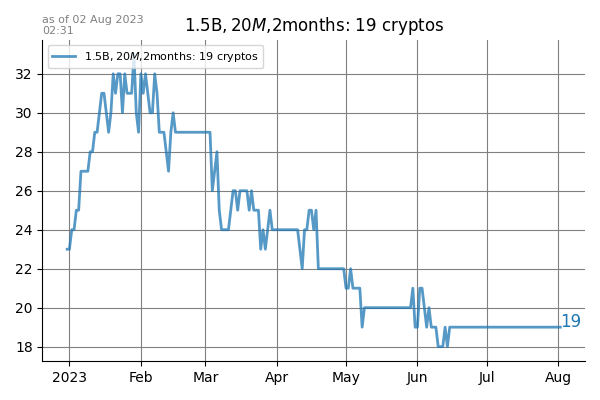 as of 02 Aug 2023
02:31
1.5B, 20M,2months: 19 cryptos
1.5B, 20M,2months: 19 cryptos
32
30
28
26
24
22
20
18
19
2023 Feb Mar Apr May Jun Jul Aug